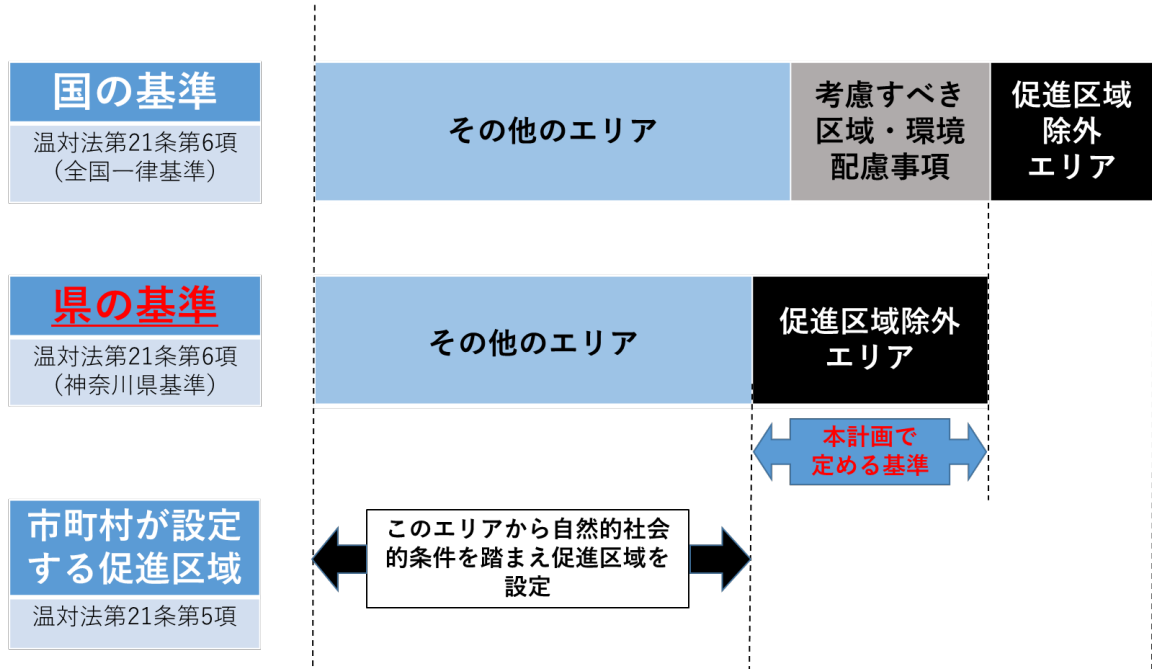 国の基準
温対法第21条第6項
(全国一律基準)
その他のエリア
考慮すべき
区域・環境
配慮事項
促進区域
除外
エリア
県の基準
温対法第21条第6項
(神奈川県基準)
その他のエリア
促進区域除外
エリア
本計画で
定める基準
市町村が設定
する促進区域
温対法第21条第5項
このエリアから自然的社会
的条件を踏まえ促進区域を
設定